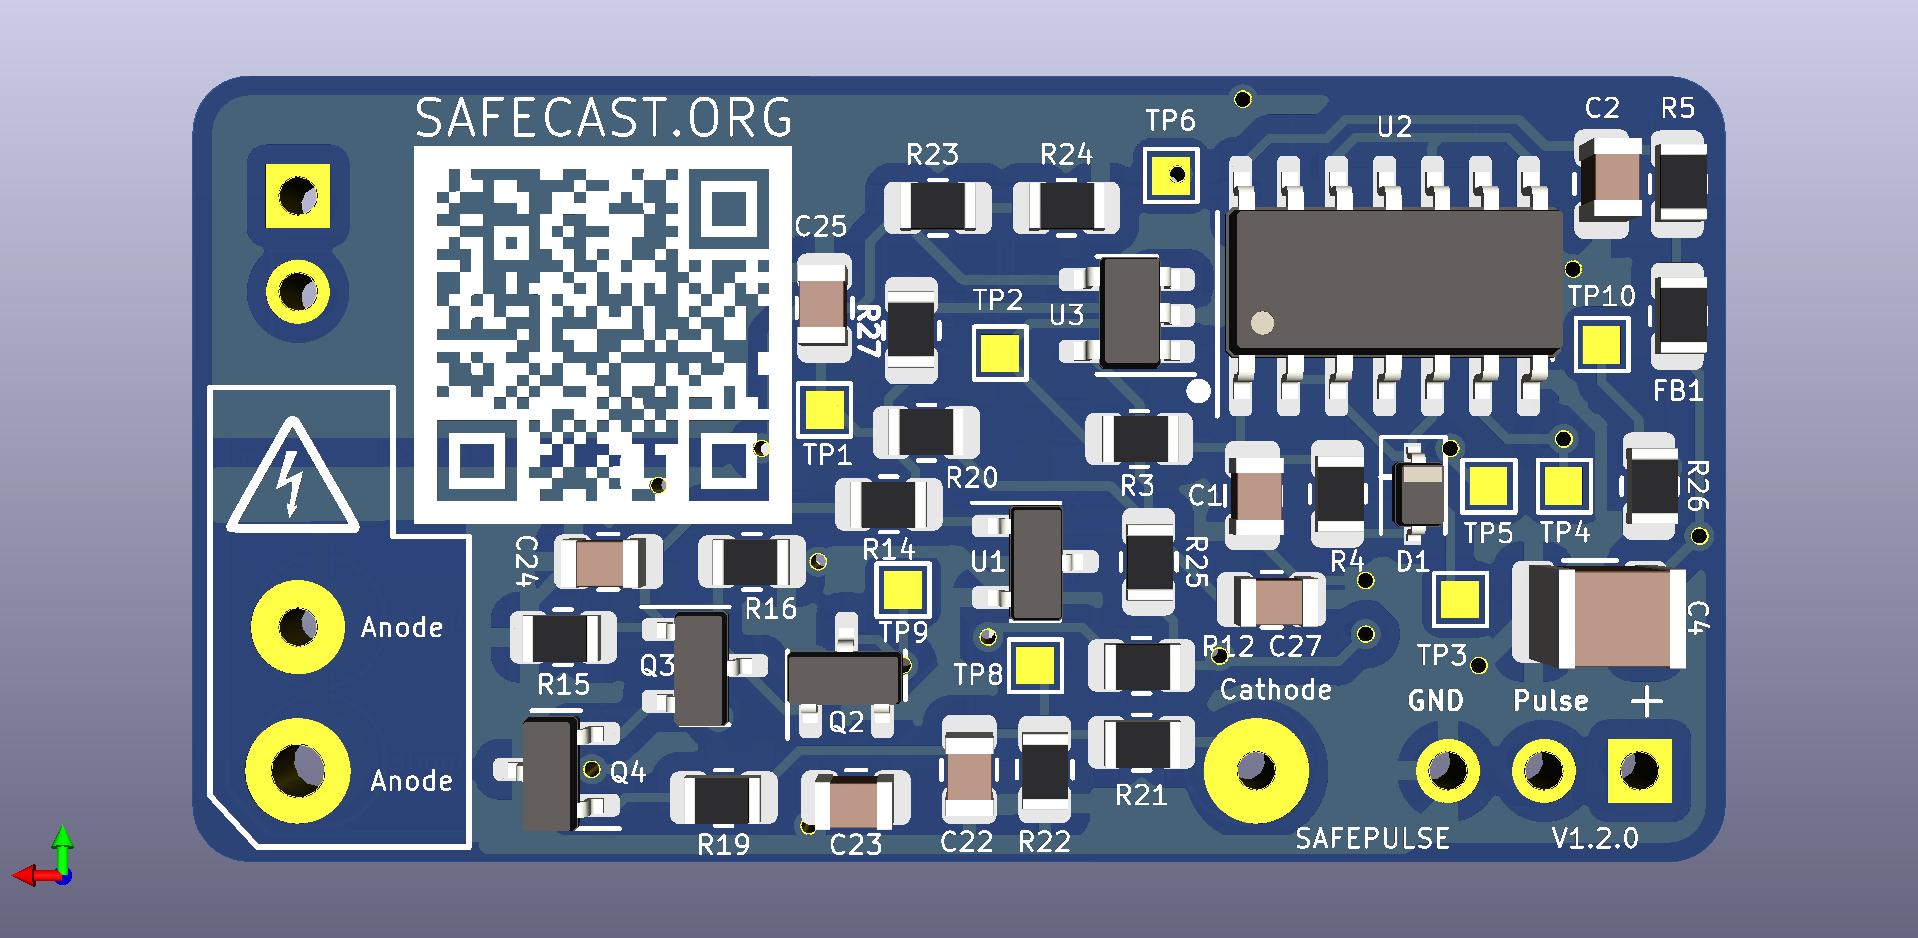 SAFECAST.ORG
C2 R5
TP6 U2
R23 R24
C25
TP2 TP10
U3
R27
FB1
TP1 R20 R3 C1 R26
R14 U1 R25 R4 D1 TP5 TP4
C24
R16
Anode TP9 C4
Q3 R12 C27 TP3
R15 TP8 Cathode
GND Pulse +
Q2
Anode Q4 R21
R19 C23 C22 R22 SAFEPULSE V1.2.0